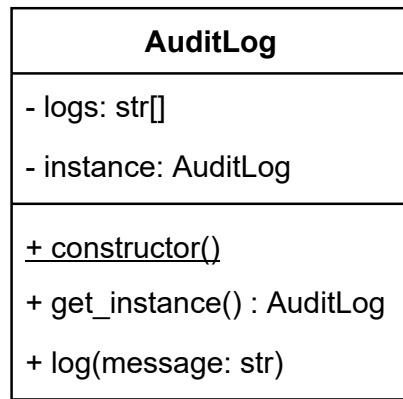 AuditLog
- logs: str[]
- instance: AuditLog
+ constructor()
+ get_instance() : AuditLog
+ log(message: str)